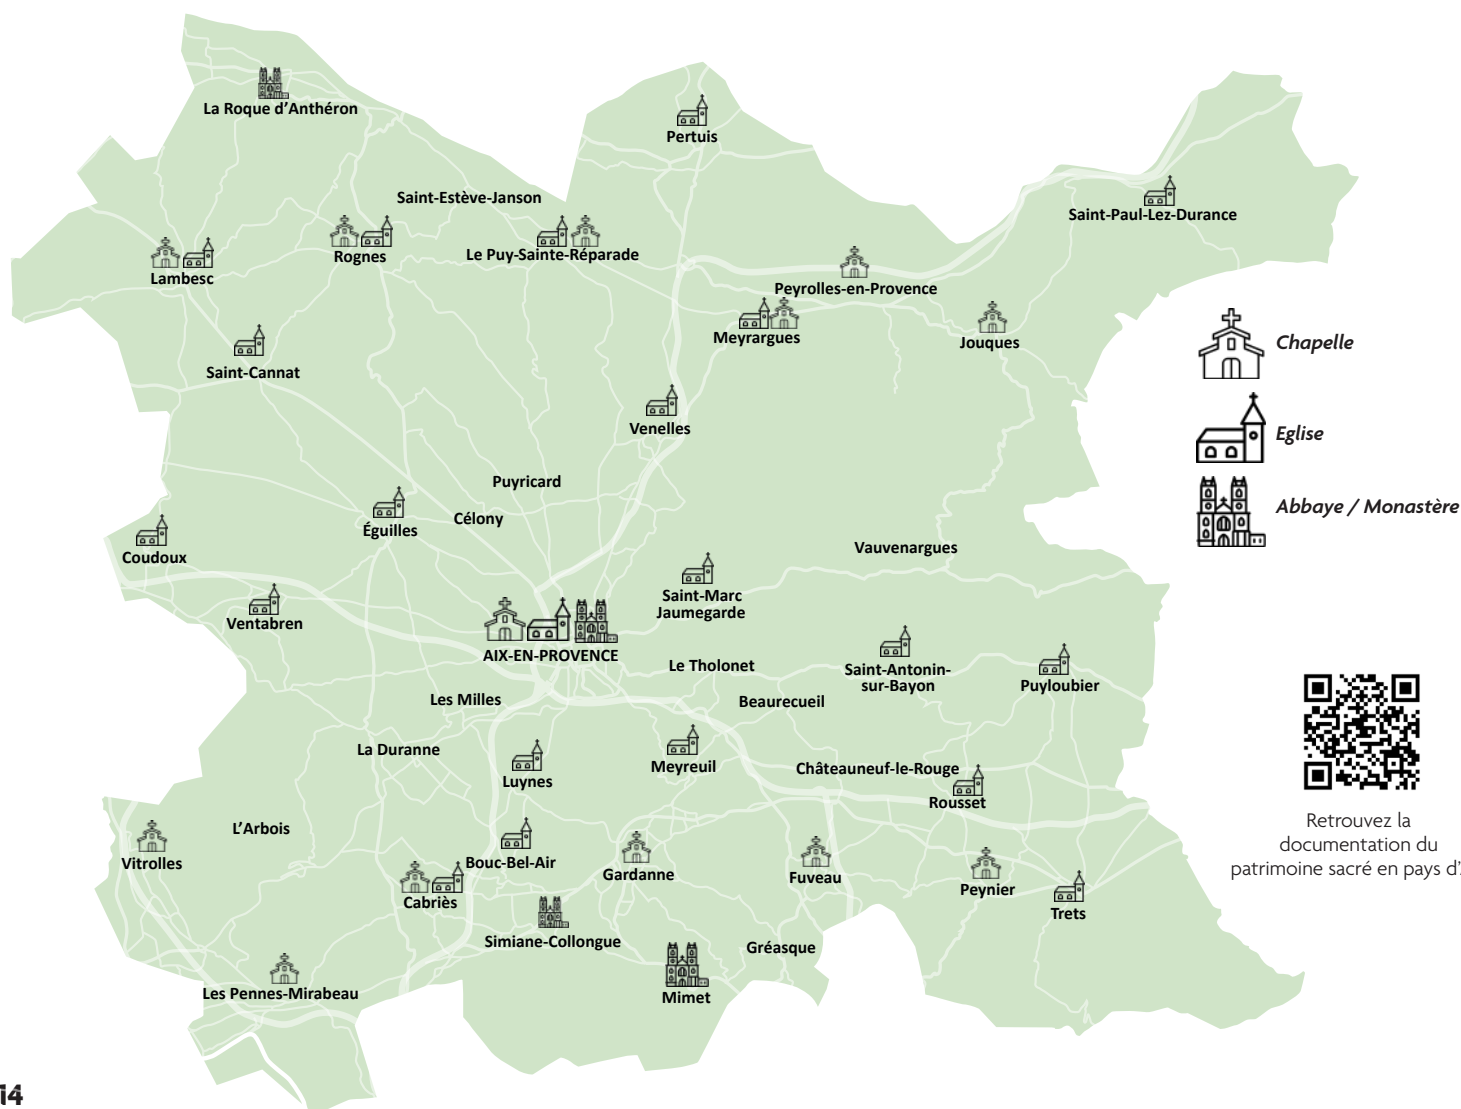 La Roque d’Anthéron
Pertuis
Saint-Estève-Janson
Saint-Paul-Lez-Durance
Rognes
Le Puy-Sainte-Réparade
Lambesc
Peyrolles-en-Provence
Meyrargues
Jouques
Chapelle
Saint-Cannat
Venelles
Eglise
Puyricard
Célony
Éguilles
Abbaye / Monastère
Coudoux
Vauvenargues
Saint-Marc
Jaumegarde
Ventabren
AIX-EN-PROVENCE
Le Tholonet
Saint-Antonin-
sur-Bayon
Puyloubier
Les Milles
Beaurecueil
La Duranne
Luynes
Meyreuil
Châteauneuf-le-Rouge
Rousset
L’Arbois
Vitrolles
Bouc-Bel-Air
Gardanne
Fuveau
Peynier
Cabriès
Trets
Simiane-Collongue
Gréasque
Les Pennes-Mirabeau
Mimet
Retrouvez la
documentation du
patrimoine sacré en pays d’
14